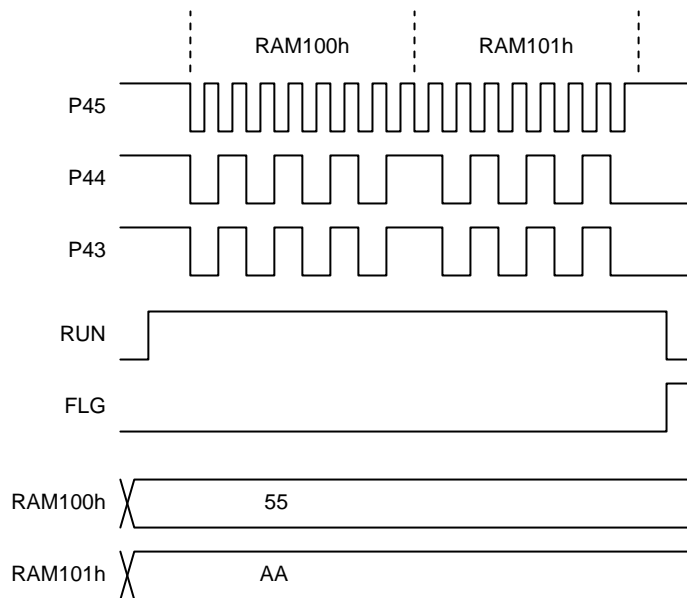 RAM100h RAM101h
P45
P44
P43
RUN
FLG
RAM100h 55
RAM101h AA